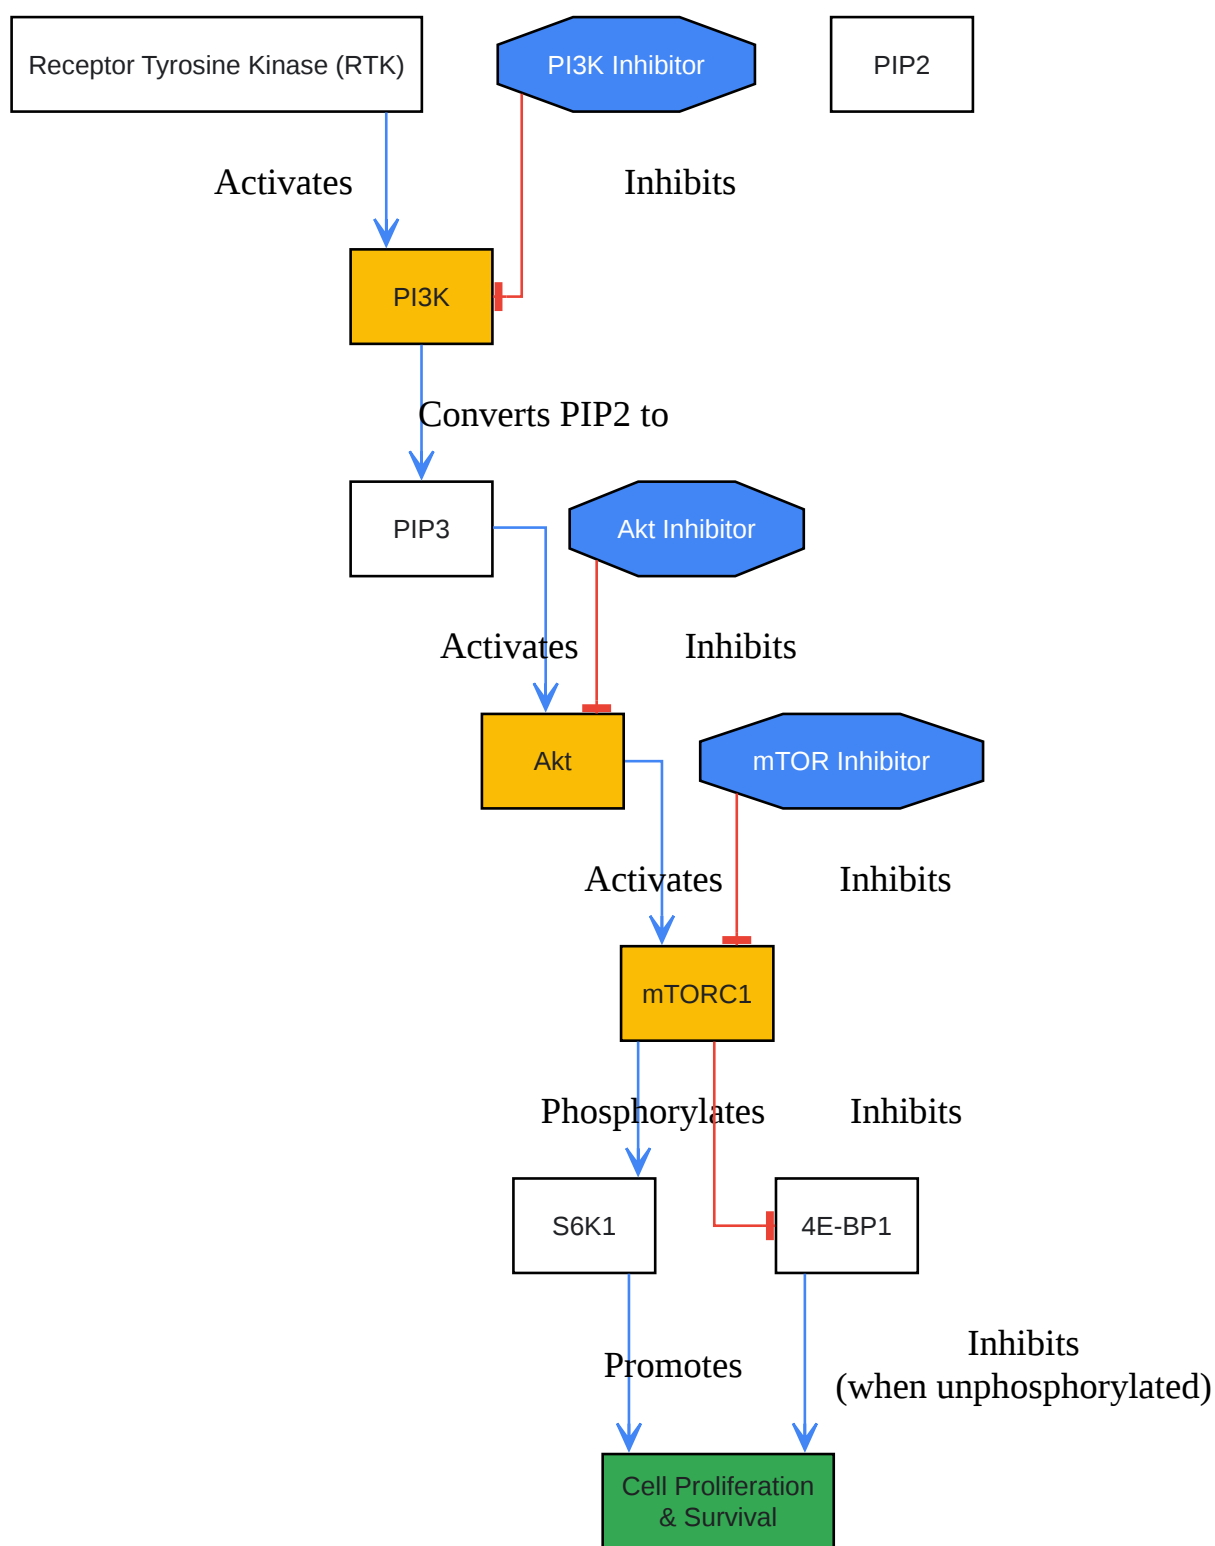 Receptor Tyrosine Kinase (RTK)
PI3K Inhibitor
PIP2
Activates
Inhibits
PI3K
Converts PIP2 to
PIP3
Akt Inhibitor
Activates
Inhibits
Akt
mTOR Inhibitor
Activates
Inhibits
mTORC1
Phosphorylates
Inhibits
S6K1
4E-BP1
Promotes
Inhibits
(when unphosphorylated)
Cell Proliferation
& Survival